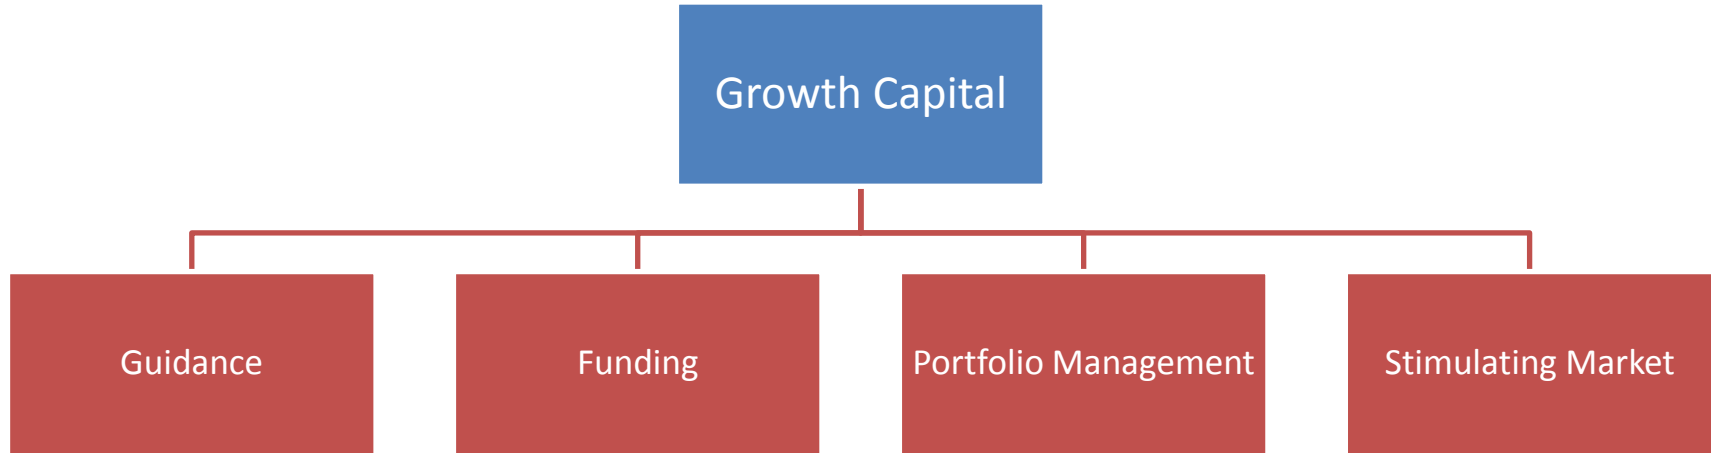 Growth Capital
Guidance
Funding
Portfolio Management
Stimulating Market